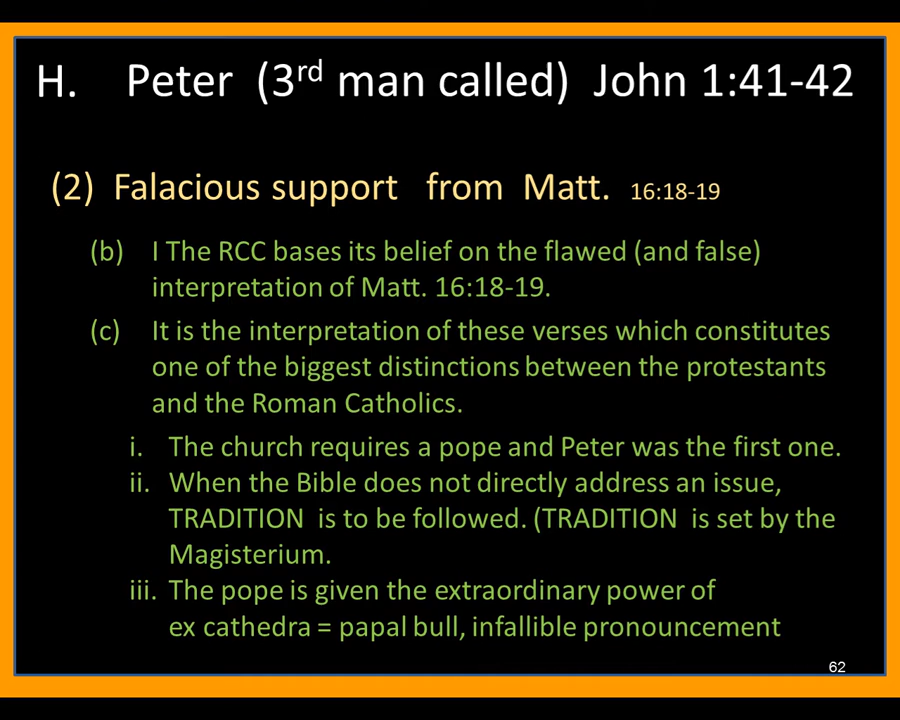 H. Peter (3rd man called) John 1:41-42
(2) Falacious support from Matt. 16:18-19
(b) I The RCC bases its belief on the flawed (and false)
interpretation of Matt. 16:18-19.
(c) It is the interpretation of these verses which constitutes
one of the biggest distinctions between the protestants
and the Roman Catholics.
i. The church requires a pope and Peter was the first one.
ii. When the Bible does not directly address an issue,
TRADITION is to be followed. (TRADITION is set by the
Magisterium.
iii. The pope is given the extraordinary power of
ex cathedra = papal bull, infallible pronouncement
62